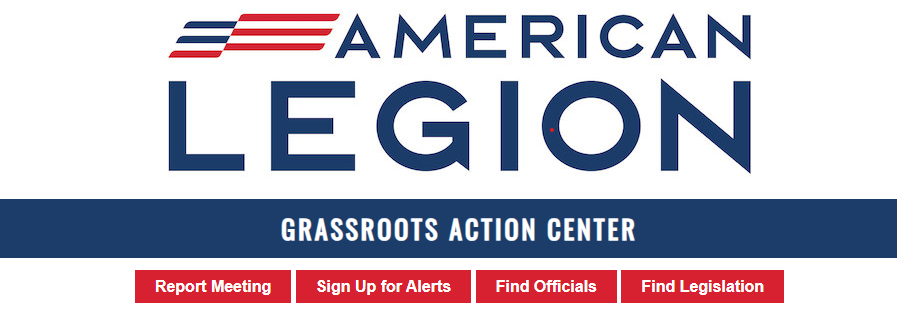 AMERICAN
LEGION
GRASSROOTS ACTION CENTER
Report Meeting Sign Up for Alerts Find Officials Find Legislation